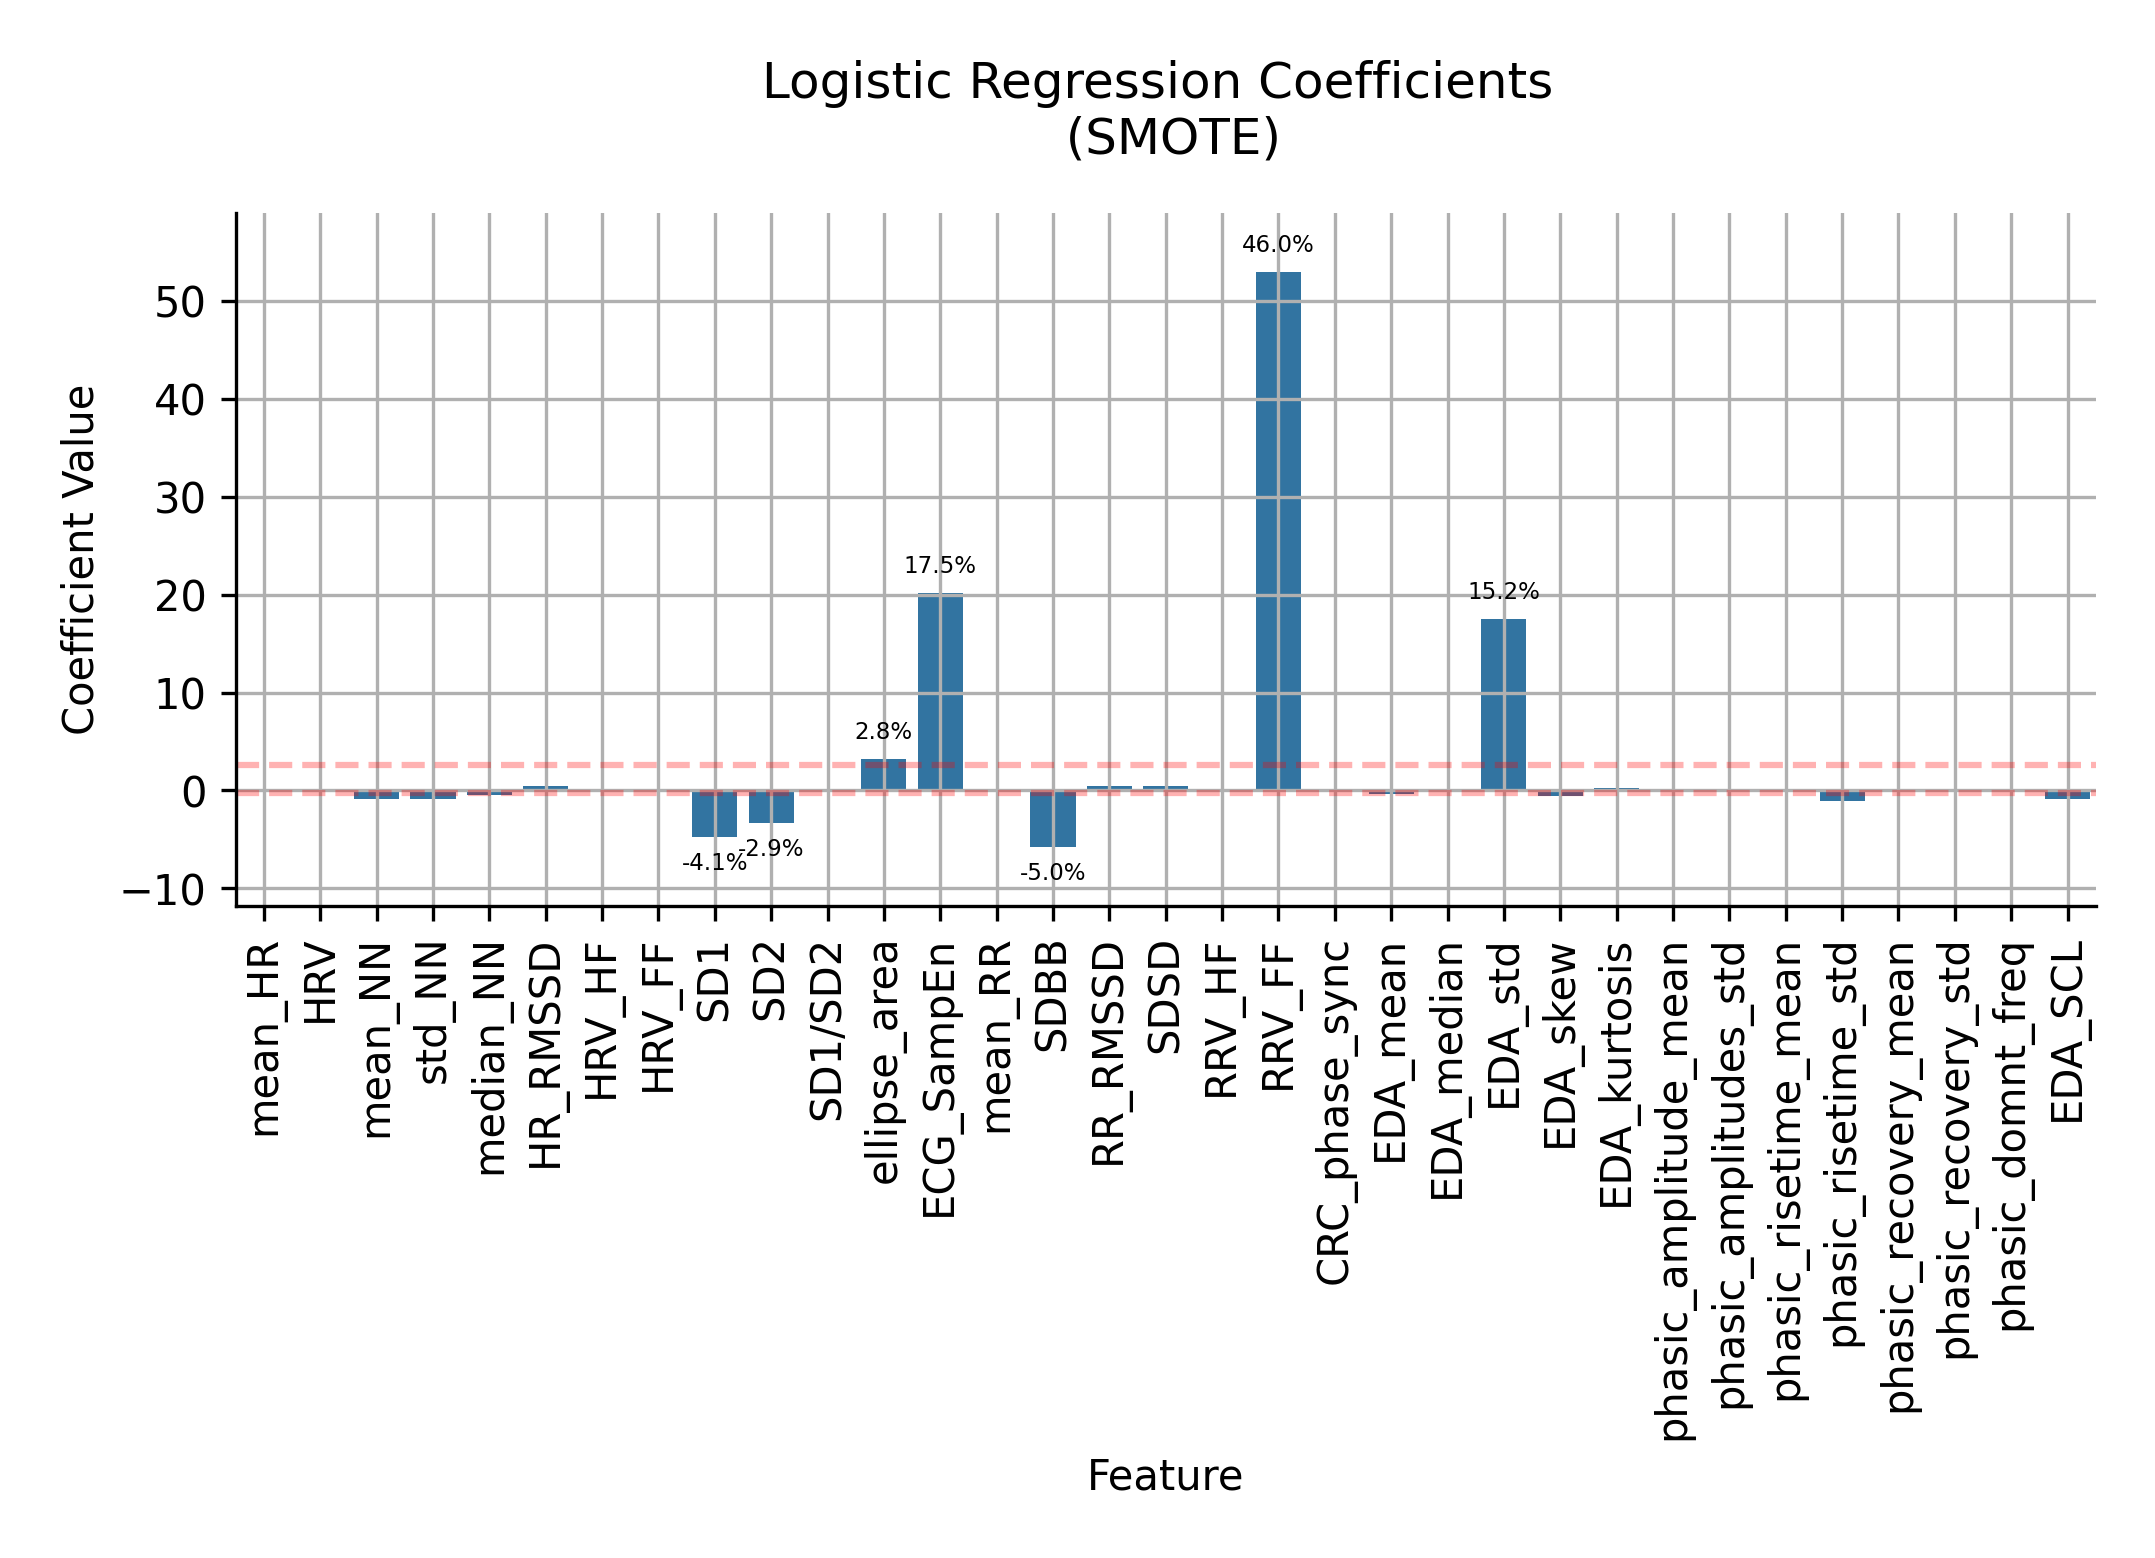 Logistic Regression Coefficients
(SMOTE)
Coefficient Value
50
40
30
20
10
0
−10
46.0%
17.5%
15.2%
2.8%
-4.1%
-2.9%
-5.0%
mean_HR
HRV
mean_NN
std_NN
median_NN
HR_RMSSD
HRV_HF
HRV_FF
SD1
SD2
SD1/SD2
ellipse_area
ECG_SampEn
mean_RR
SDBB
RR_RMSSD
SDSD
RRV_HF
RRV_FF
CRC_phase_sync
EDA_mean
EDA_median
EDA_std
EDA_skew
EDA_kurtosis
phasic_amplitude_mean
phasic_amplitudes_std
phasic_risetime_mean
phasic_risetime_std
phasic_recovery_mean
phasic_recovery_std
phasic_domnt_freq
EDA_SCL
Feature